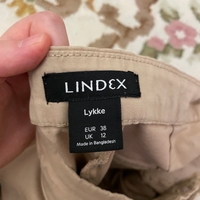 LINDEX
Lykke
EUR 38
UK 12
Made in Bangladesh